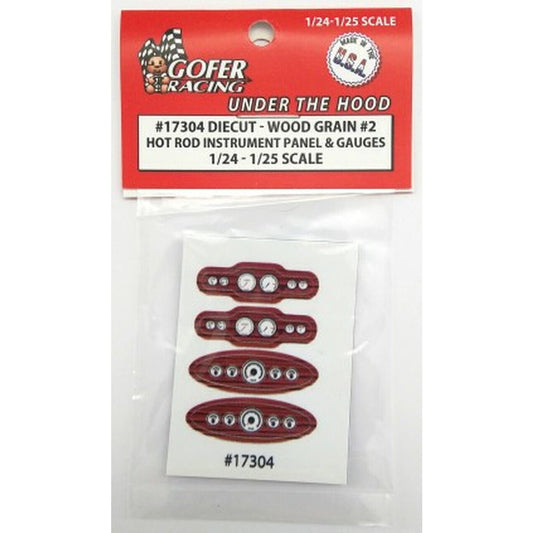 1/24-1/25 SCALE
GOFER
RACING
MADE IN THE
U.S.A.
UNDER THE HOOD
#17304 DIECUT - WOOD GRAIN #2
HOT ROD INSTRUMENT PANEL & GAUGES
1/24 - 1/25 SCALE
#17304